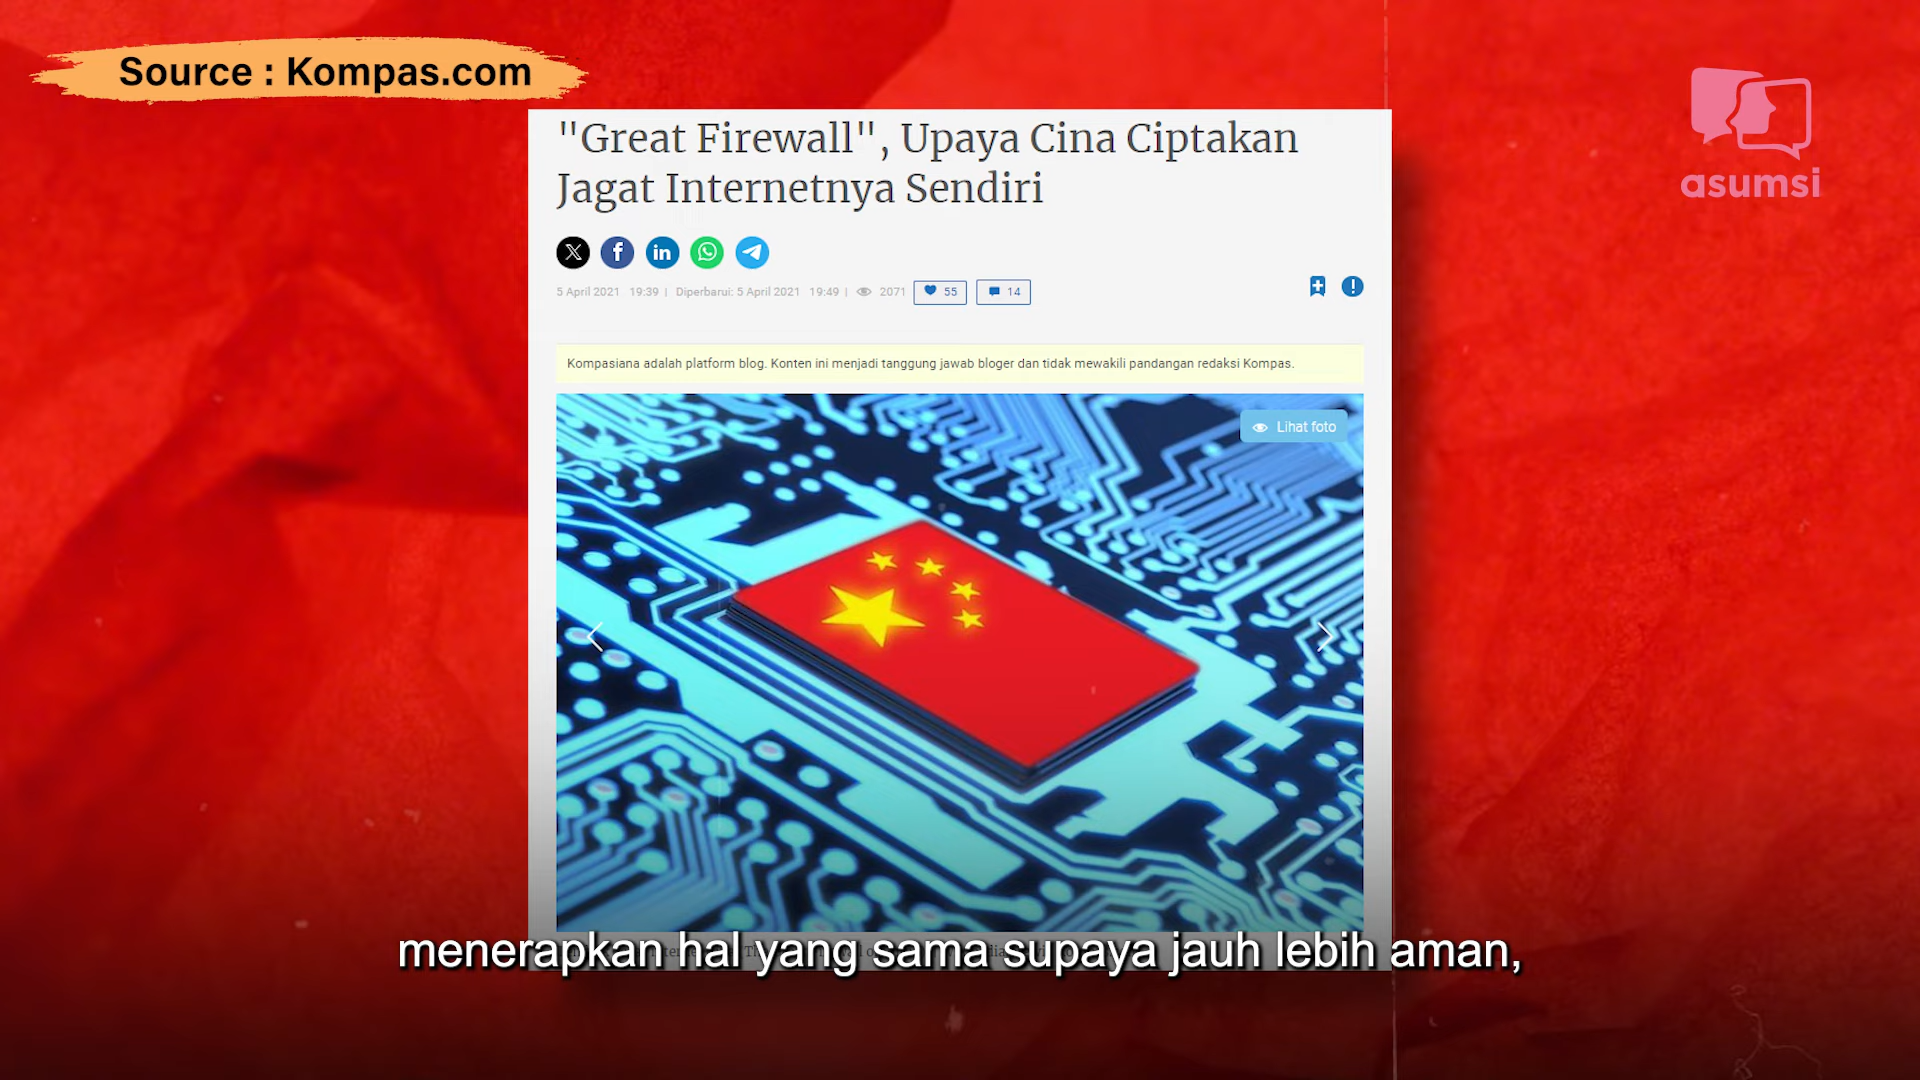 Source : Kompas.com
asumsi
"Great Firewall", Upaya Cina Ciptakan
Jagat Internetnya Sendiri
5 April 2021 19:39 | Diperbarui: 5 April 2021 19:49 | 2071 55 14
Kompasiana adalah platform blog. Konten ini menjadi tanggung jawab bloger dan tidak mewakili pandangan redaksi Kompas.
Lihat foto
menerapkan hal yang sama supaya jauh lebih aman,